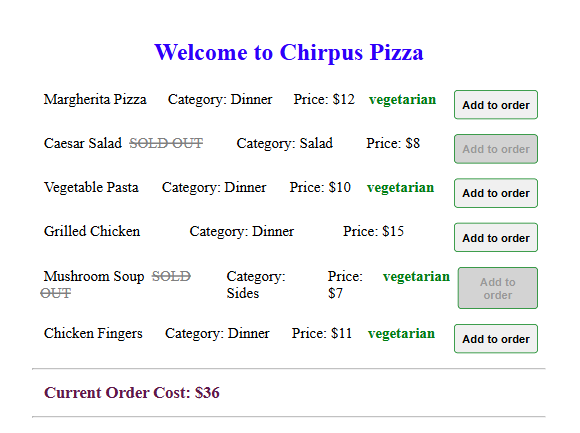 Welcome to Chirpus Pizza
Margherita Pizza Category: Dinner Price: $12 vegetarian Add to order
Caesar Salad SOLD OUT Category: Salad Price: $8 Add to order
Vegetable Pasta Category: Dinner Price: $10 vegetarian Add to order
Grilled Chicken Category: Dinner Price: $15 Add to order
Mushroom Soup SOLD OUT Category: Sides Price: $7 vegetarian Add to order
Chicken Fingers Category: Dinner Price: $11 vegetarian Add to order
Current Order Cost: $36